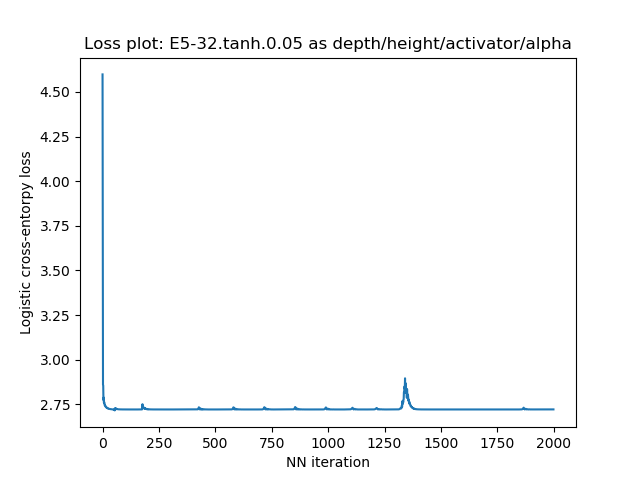 Loss plot: E5-32.tanh.0.05 as depth/height/activator/alpha
4.50
4.25
4.00
3.75
3.50
3.25
3.00
2.75
Logistic cross-entorpy loss
0 250 500 750 1000 1250 1500 1750 2000
NN iteration